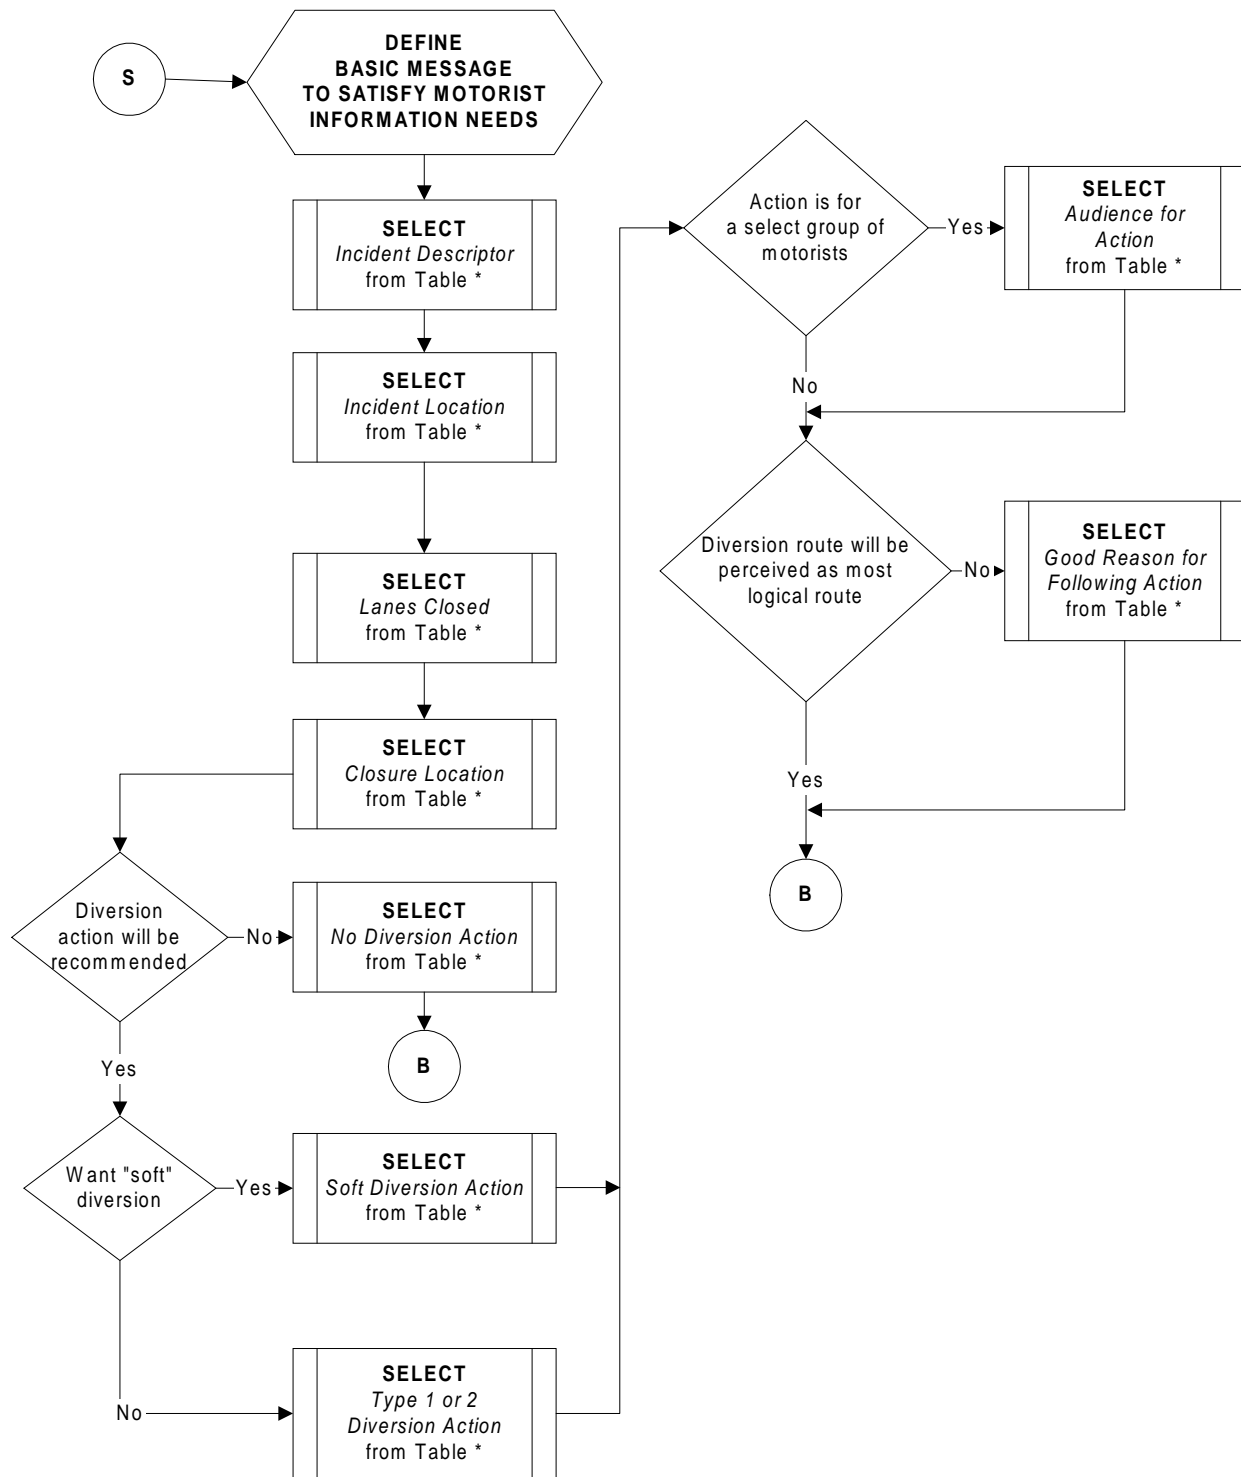 S
DEFINE
BASIC MESSAGE
TO SATISFY MOTORIST
INFORMATION NEEDS
SELECT
Incident Descriptor
from Table *
SELECT
Incident Location
from Table *
SELECT
Lanes Closed
from Table *
SELECT
Closure Location
from Table *
Diversion
action will be
recommended
No
SELECT
No Diversion Action
from Table *
B
Yes
Want "soft"
diversion
Yes
SELECT
Soft Diversion Action
from Table *
No
SELECT
Type 1 or 2
Diversion Action
from Table *
Action is for
a select group of
motorists
Yes
SELECT
Audience for
Action
from Table *
No
Diversion route will be
perceived as most
logical route
No
SELECT
Good Reason for
Following Action
from Table *
Yes
B